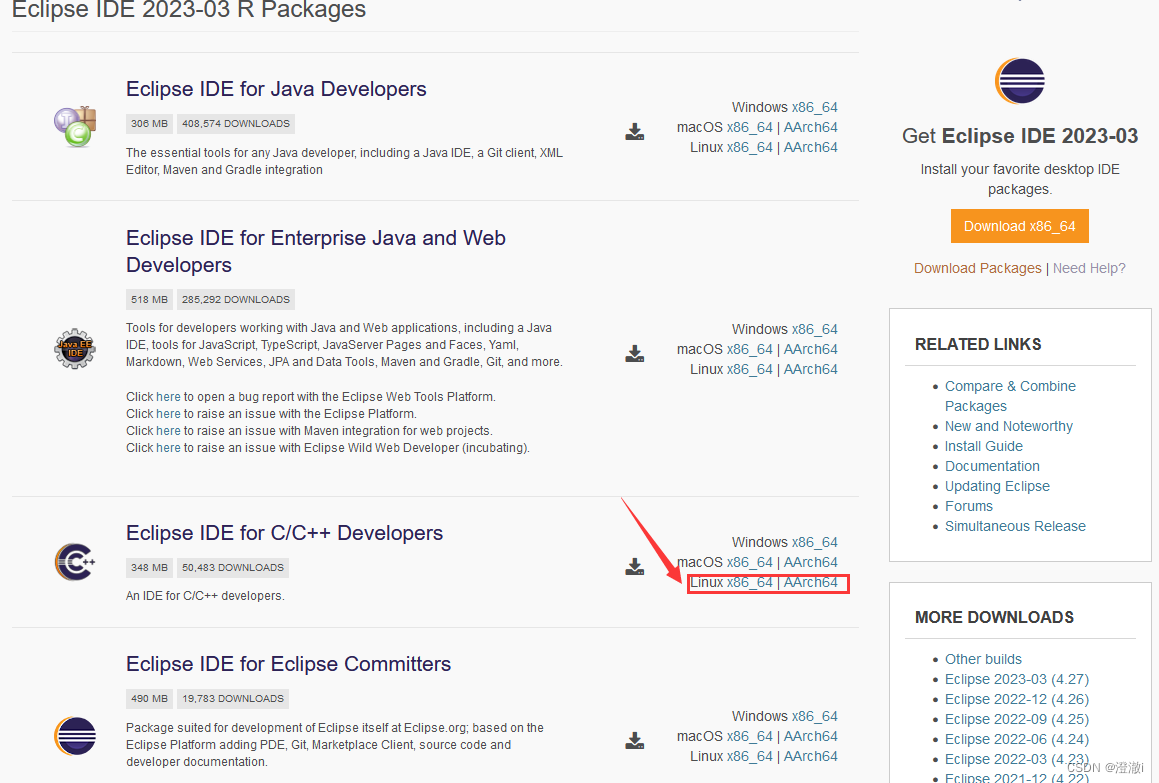 Eclipse IDE 2023-03 R Packages
Eclipse IDE for Java Developers
306 MB 408,574 DOWNLOADS
The essential tools for any Java developer, including a Java IDE, a Git client, XML
Editor, Maven and Gradle integration
Windows x86_64
macOS x86_64 | AArch64
Linux x86_64 | AArch64
Eclipse IDE for Enterprise Java and Web
Developers
518 MB 285,292 DOWNLOADS
Java EE
IDE
Tools for developers working with Java and Web applications, including a Java
IDE, tools for JavaScript, TypeScript, JavaServer Pages and Faces, Yaml,
Markdown, Web Services, JPA and Data Tools, Maven and Gradle, Git, and more.
Click here to open a bug report with the Eclipse Web Tools Platform.
Click here to raise an issue with the Eclipse Platform.
Click here to raise an issue with Maven integration for web projects.
Click here to raise an issue with Eclipse Wild Web Developer (incubating).
Windows x86_64
macOS x86_64 | AArch64
Linux x86_64 | AArch64
Eclipse IDE for C/C++ Developers
348 MB 50,483 DOWNLOADS
C++
An IDE for C/C++ developers.
Windows x86_64
macOS x86_64 | AArch64
Linux x86_64 | AArch64
Eclipse IDE for Eclipse Committers
490 MB 19,783 DOWNLOADS
Package suited for development of Eclipse itself at Eclipse.org; based on the
Eclipse Platform adding PDE, Git, Marketplace Client, source code and
developer documentation.
Windows x86_64
macOS x86_64 | AArch64
Linux x86_64 | AArch64
Get Eclipse IDE 2023-03
Install your favorite desktop IDE
packages.
Download x86_64
Download Packages | Need Help?
RELATED LINKS
Compare & Combine
Packages
New and Noteworthy
Install Guide
Documentation
Updating Eclipse
Forums
Simultaneous Release
MORE DOWNLOADS
Other builds
Eclipse 2023-03 (4.27)
Eclipse 2022-12 (4.26)
Eclipse 2022-09 (4.25)
Eclipse 2022-06 (4.24)
Eclipse 2022-03 (4.23)
Eclipse 2021-12 (4.22)
CSDN @澄澈i